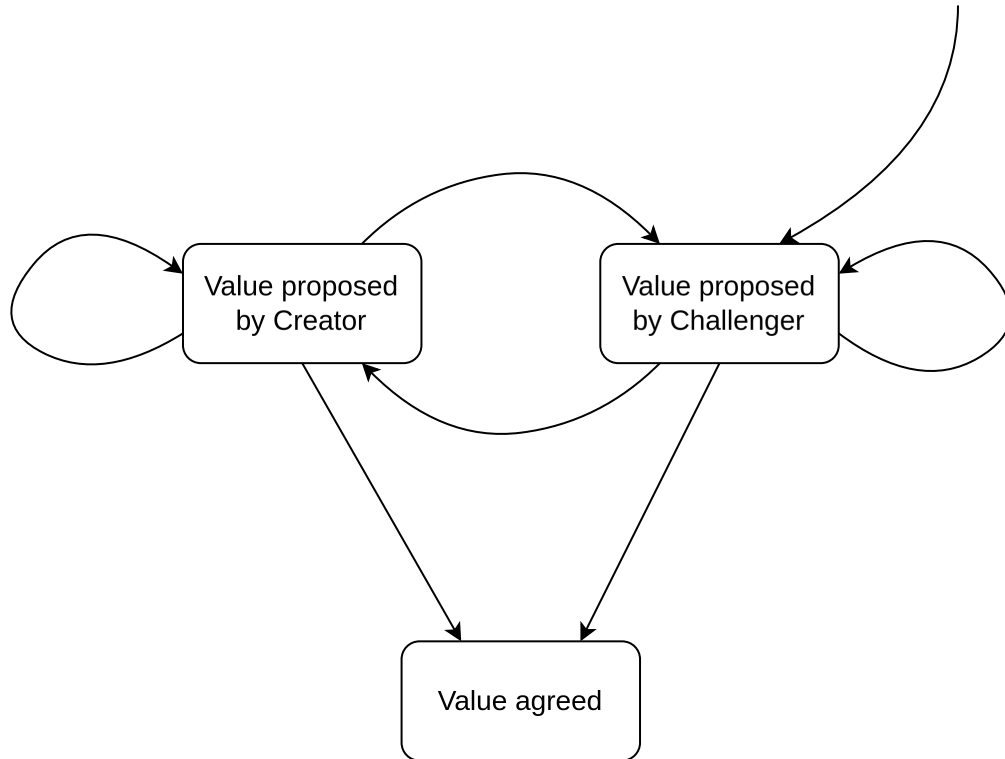 Value proposed
by Creator
Value proposed
by Challenger
Value agreed